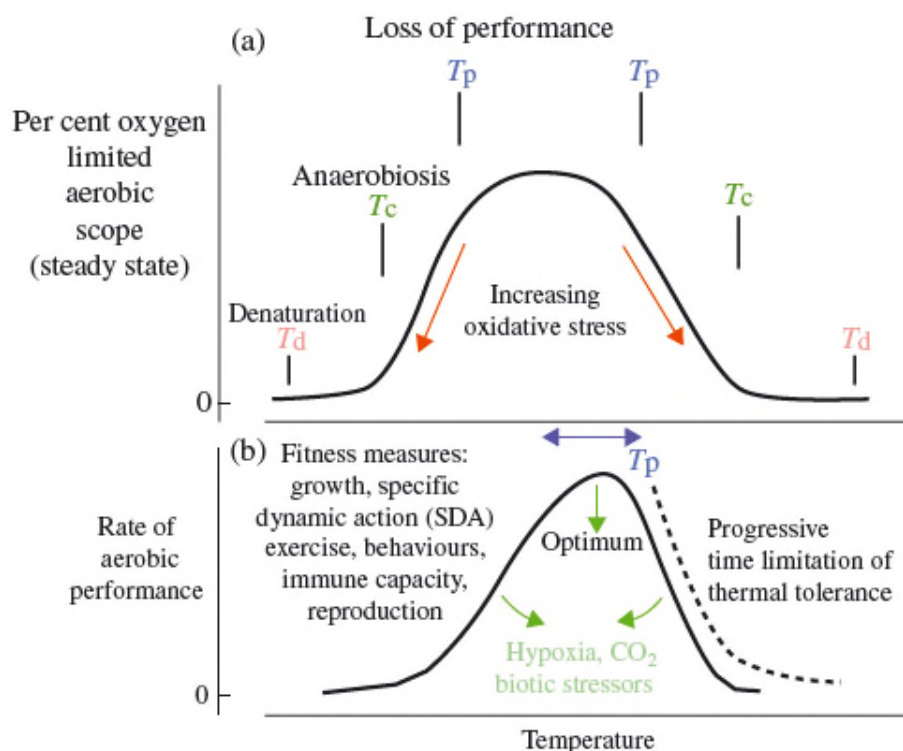 (a)
Loss of performance
Tp
Tp
Per cent oxygen
limited
aerobic
scope
(steady state)
Anaerobiosis
Tc
Tc
Increasing
oxidative stress
Denaturation
Td
Td
0
(b)
Fitness measures:
growth, specific
dynamic action (SDA)
exercise, behaviours,
immune capacity,
reproduction
Tp
Rate of
aerobic
performance
Optimum
Progressive
time limitation of
thermal tolerance
Hypoxia, CO₂
biotic stressors
0
Temperature